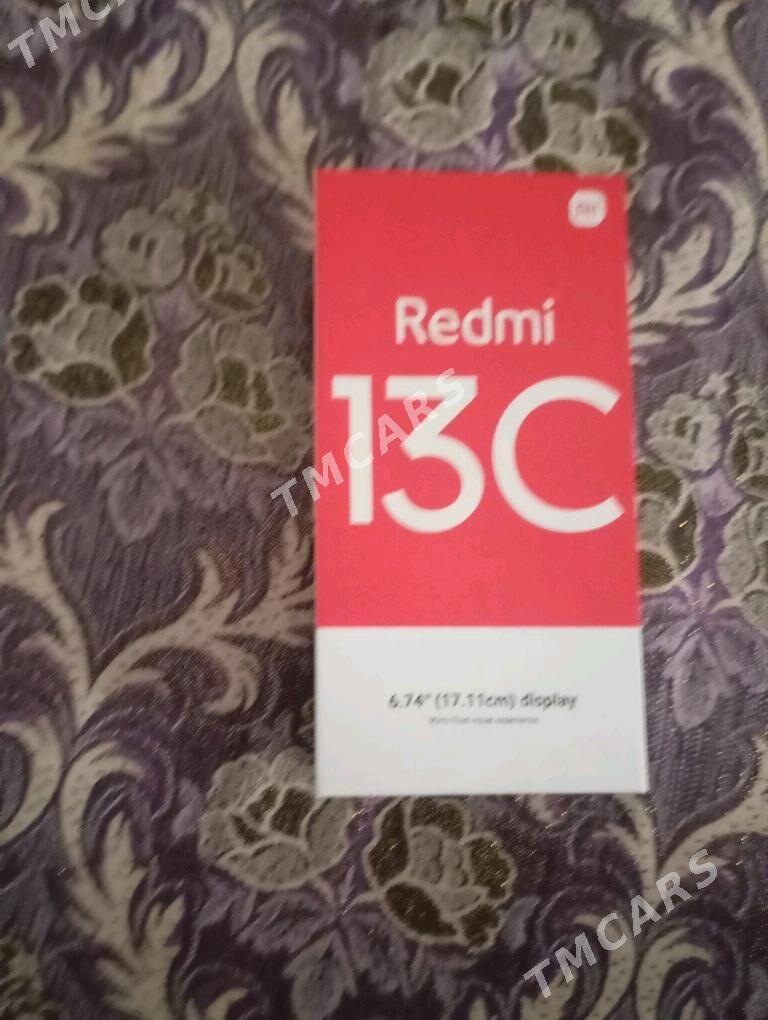 TMCARS
mi
Redmi
13C
TMCARS
6.74" (17.11cm) display
TMCARS